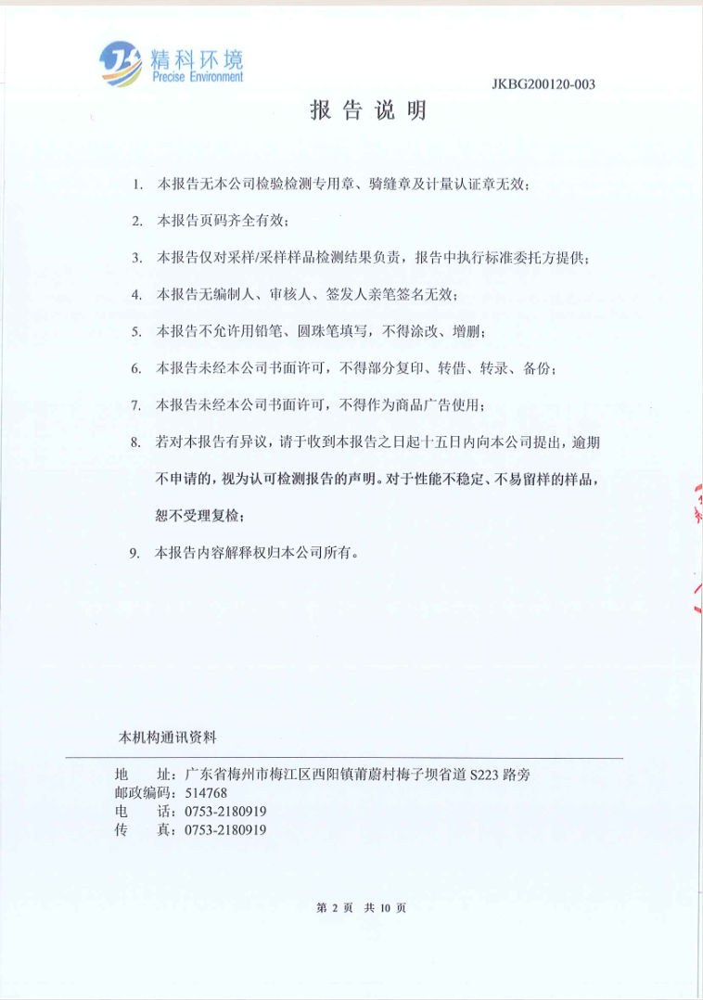 精科环境
Precise Environment
JKBG200120-003
报告说明
1. 本报告无本公司检验检测专用章、骑缝章及计量认证章无效;
2. 本报告页码齐全有效;
3. 本报告仅对采样/采样样品检测结果负责，报告中执行标准委托方提供;
4. 本报告无编制人、审核人、签发人亲笔签名无效;
5. 本报告不允许用铅笔、圆珠笔填写，不得涂改、增删;
6. 本报告未经本公司书面许可，不得部分复印、转借、转录、备份;
7. 本报告未经本公司书面许可，不得作为商品广告使用;
8. 若对本报告有异议，请于收到本报告之日起十五日内向本公司提出，逾期
不申请的，视为认可检测报告的声明。对于性能不稳定、不易留样的样品，
恕不受理复检;
9. 本报告内容解释权归本公司所有。
本机构通讯资料
地 址：广东省梅州市梅江区西阳镇莆蔚村梅子坝省道 S223 路旁
邮政编码：514768
电 话：0753-2180919
传 真：0753-2180919
第 2 页 共 10 页